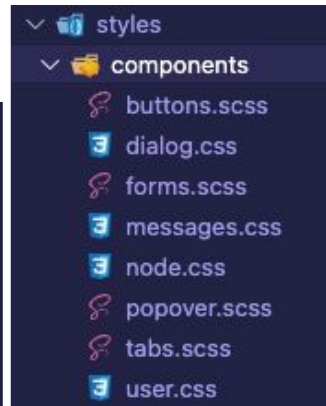 styles
components
buttons.scss
dialog.css
forms.scss
messages.css
node.css
popover.scss
tabs.scss
user.css